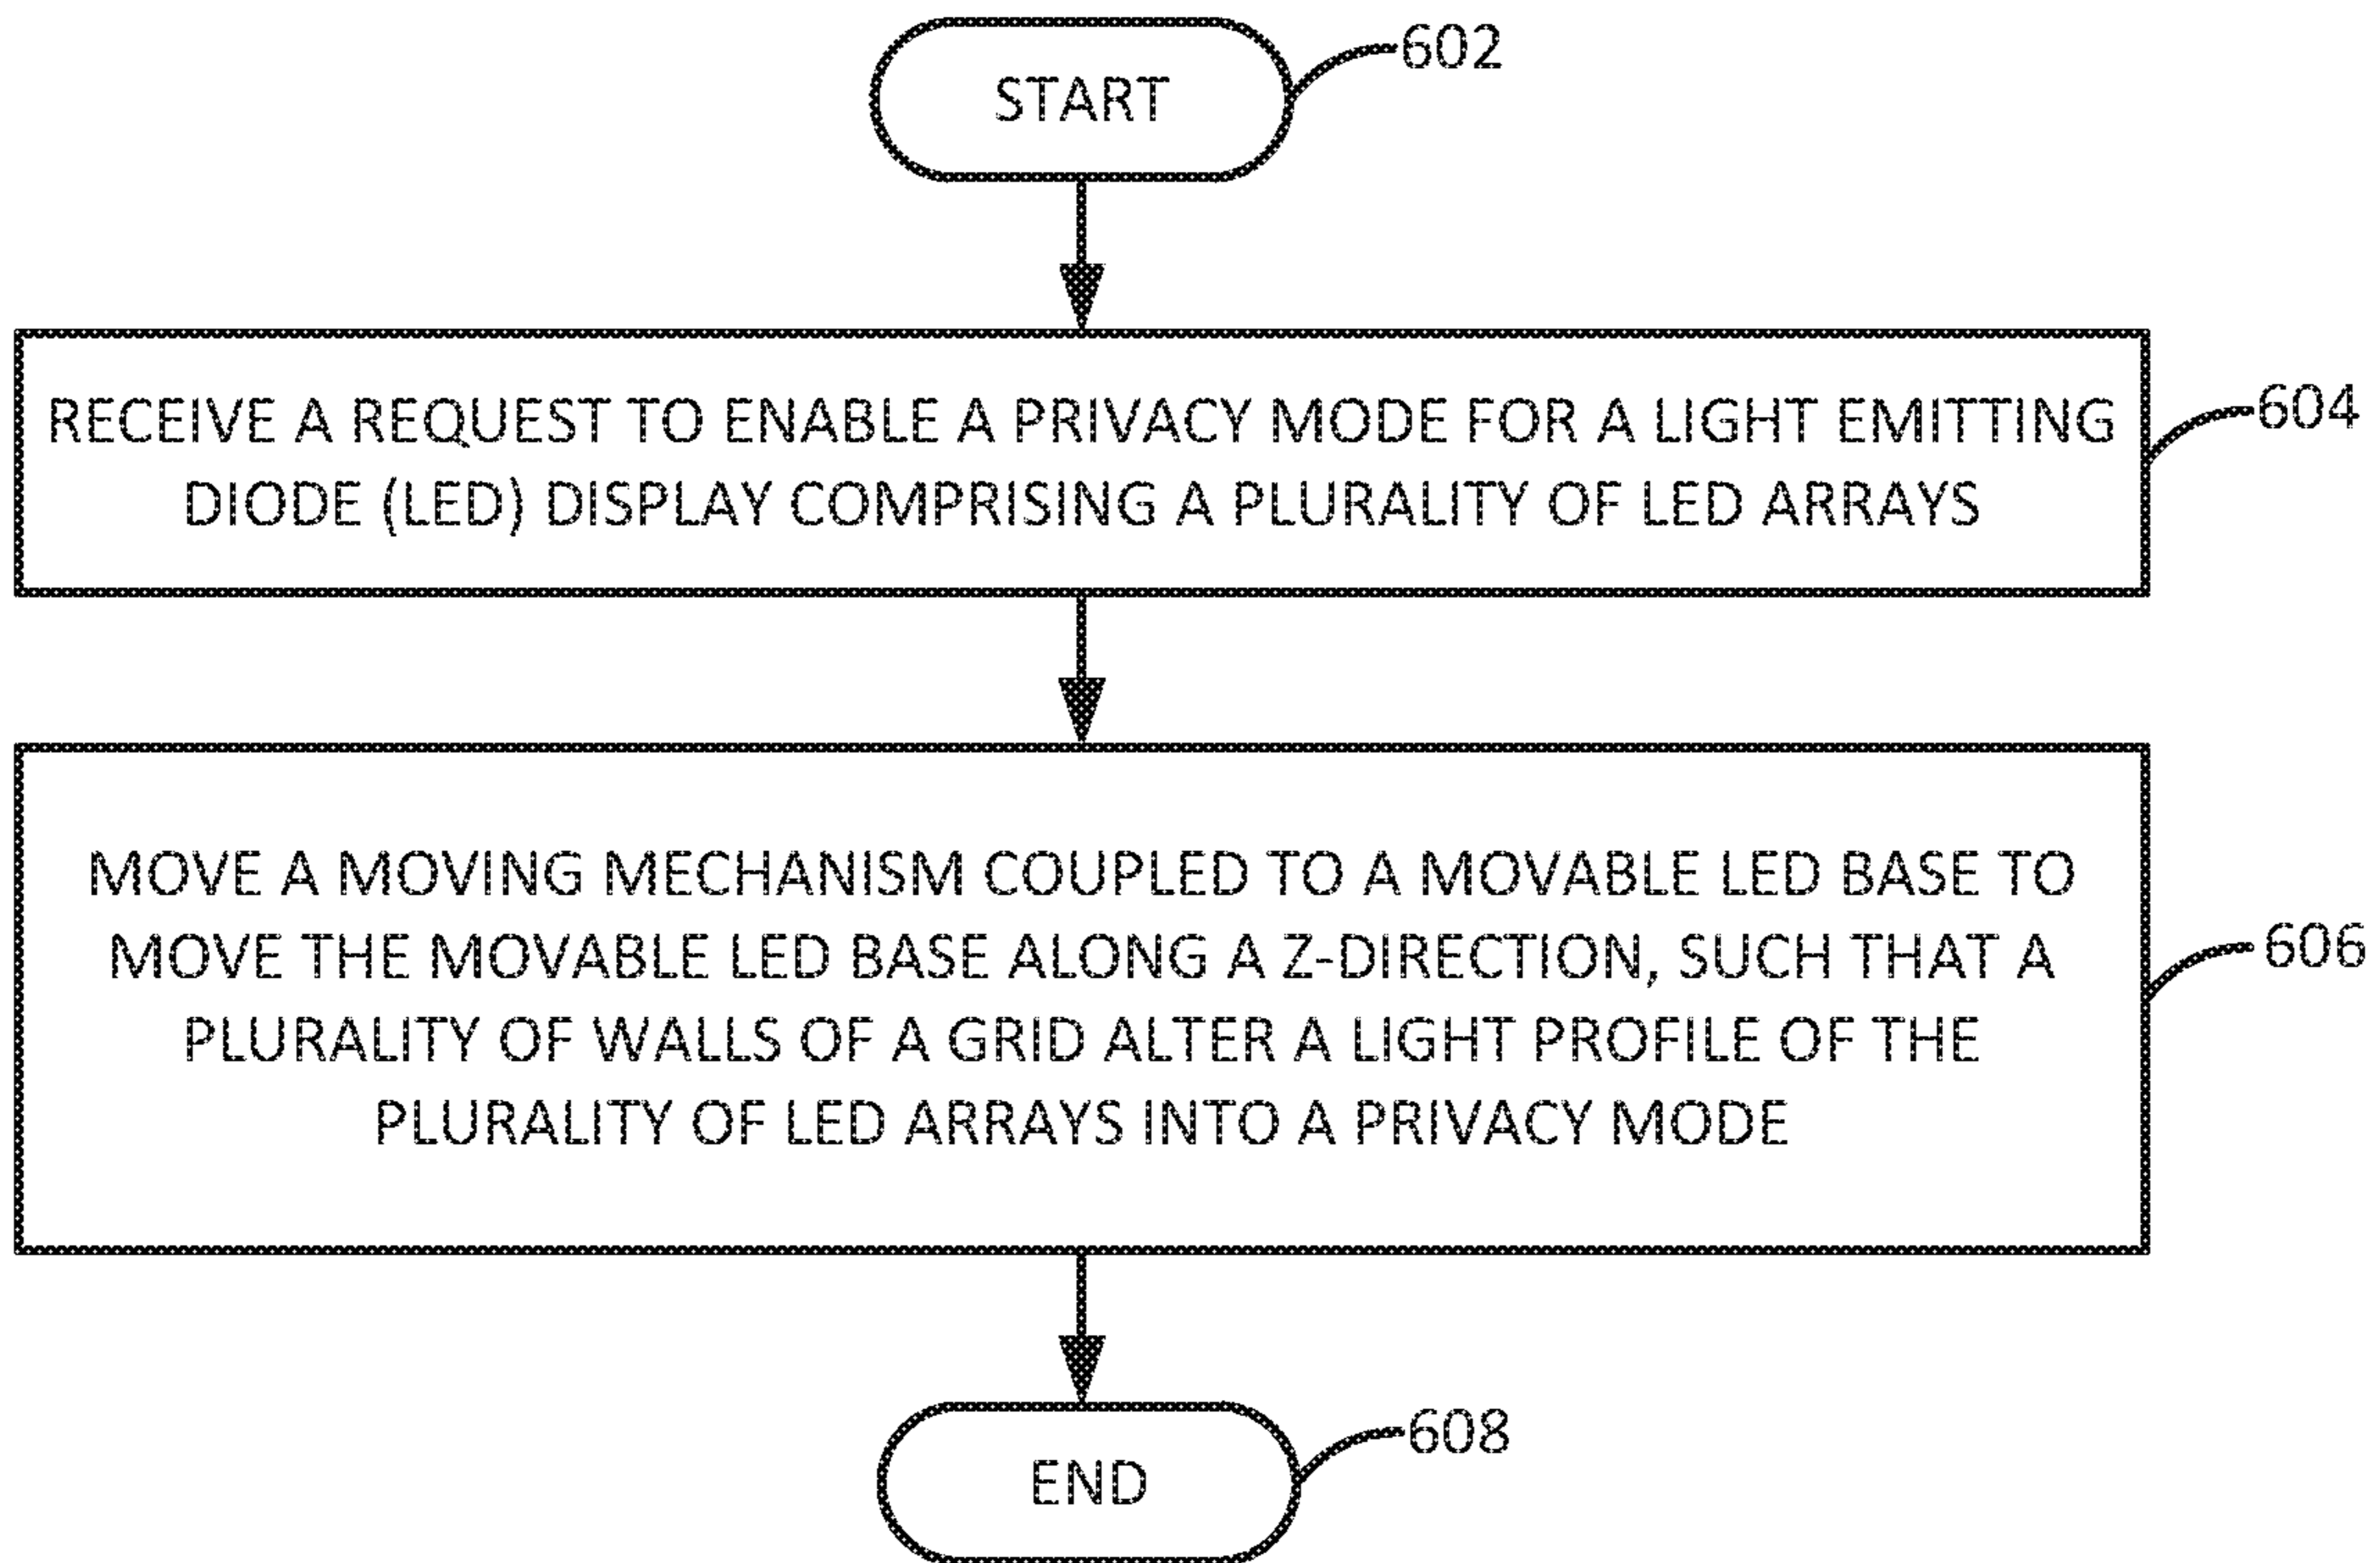 START
602
RECEIVE A REQUEST TO ENABLE A PRIVACY MODE FOR A LIGHT EMITTING
DIODE (LED) DISPLAY COMPRISING A PLURALITY OF LED ARRAYS
604
MOVE A MOVING MECHANISM COUPLED TO A MOVABLE LED BASE TO
MOVE THE MOVABLE LED BASE ALONG A Z-DIRECTION, SUCH THAT A
PLURALITY OF WALLS OF A GRID ALTER A LIGHT PROFILE OF THE
PLURALITY OF LED ARRAYS INTO A PRIVACY MODE
606
END
608